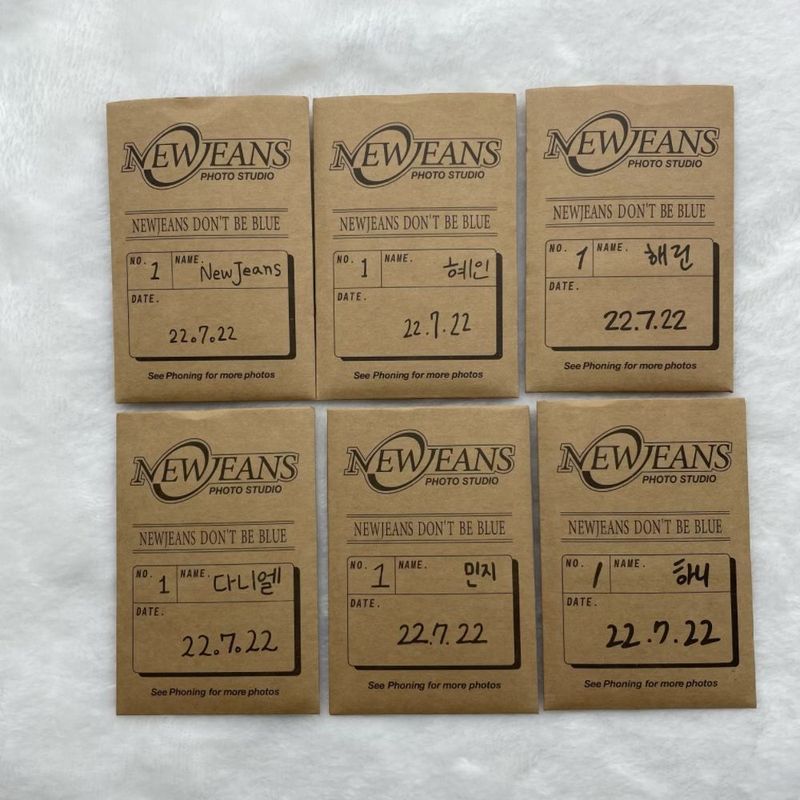 NEWJEANS
PHOTO STUDIO
NEWJEANS DON'T BE BLUE
NO. 1 NAME. NewJeans
DATE.
22.7.22
See Phoning for more photos
NEWJEANS
PHOTO STUDIO
NEWJEANS DON'T BE BLUE
NO. 1 NAME. 혜인
DATE.
22.7.22
See Phoning for more photos
NEWJEANS
PHOTO STUDIO
NEWJEANS DON'T BE BLUE
NO. 1 NAME. 해린
DATE.
22.7.22
See Phoning for more photos
NEWJEANS
PHOTO STUDIO
NEWJEANS DON'T BE BLUE
NO. 1 NAME. 다니엘
DATE.
22.7.22
See Phoning for more photos
NEWJEANS
PHOTO STUDIO
NEWJEANS DON'T BE BLUE
NO. 1 NAME. 민지
DATE.
22.7.22
See Phoning for more photos
NEWJEANS
PHOTO STUDIO
NEWJEANS DON'T BE BLUE
NO. 1 NAME. 하니
DATE.
22.7.22
See Phoning for more photos